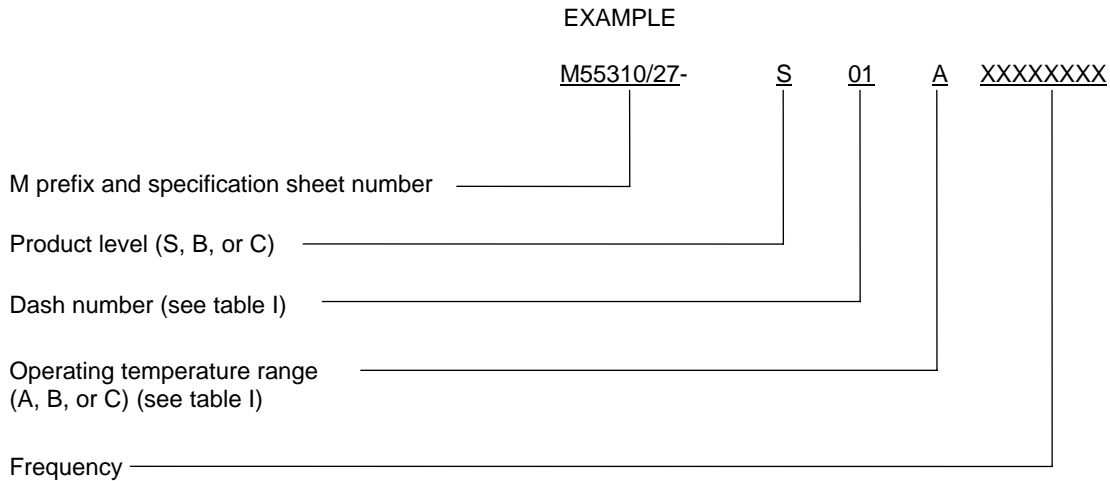 EXAMPLE
M55310/27- S 01 A XXXXXXXX
M prefix and specification sheet number
Product level (S, B, or C)
Dash number (see table I)
Operating temperature range
(A, B, or C) (see table I)
Frequency